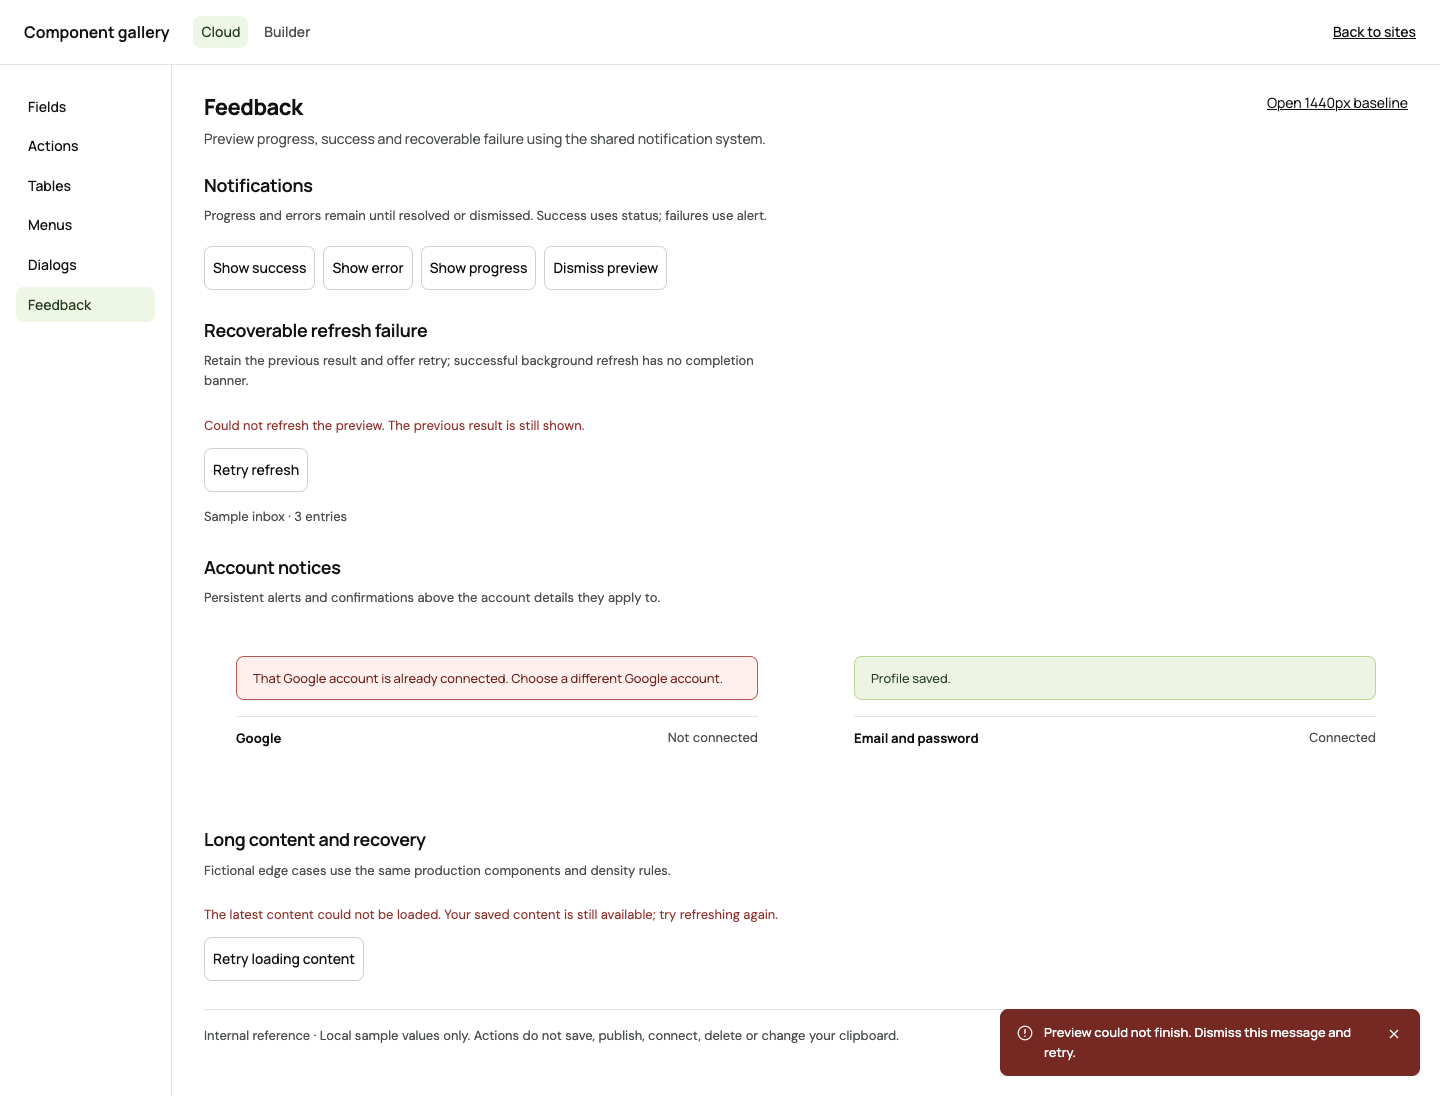 Component gallery
Cloud
Builder
Back to sites
Fields
Actions
Tables
Menus
Dialogs
Feedback
Feedback
Open 1440px baseline
Preview progress, success and recoverable failure using the shared notification system.
Notifications
Progress and errors remain until resolved or dismissed. Success uses status; failures use alert.
Show success
Show error
Show progress
Dismiss preview
Recoverable refresh failure
Retain the previous result and offer retry; successful background refresh has no completion
banner.
Could not refresh the preview. The previous result is still shown.
Retry refresh
Sample inbox · 3 entries
Account notices
Persistent alerts and confirmations above the account details they apply to.
That Google account is already connected. Choose a different Google account.
Google
Not connected
Profile saved.
Email and password
Connected
Long content and recovery
Fictional edge cases use the same production components and density rules.
The latest content could not be loaded. Your saved content is still available; try refreshing again.
Retry loading content
Internal reference · Local sample values only. Actions do not save, publish, connect, delete or change your clipboard.
Preview could not finish. Dismiss this message and
retry.